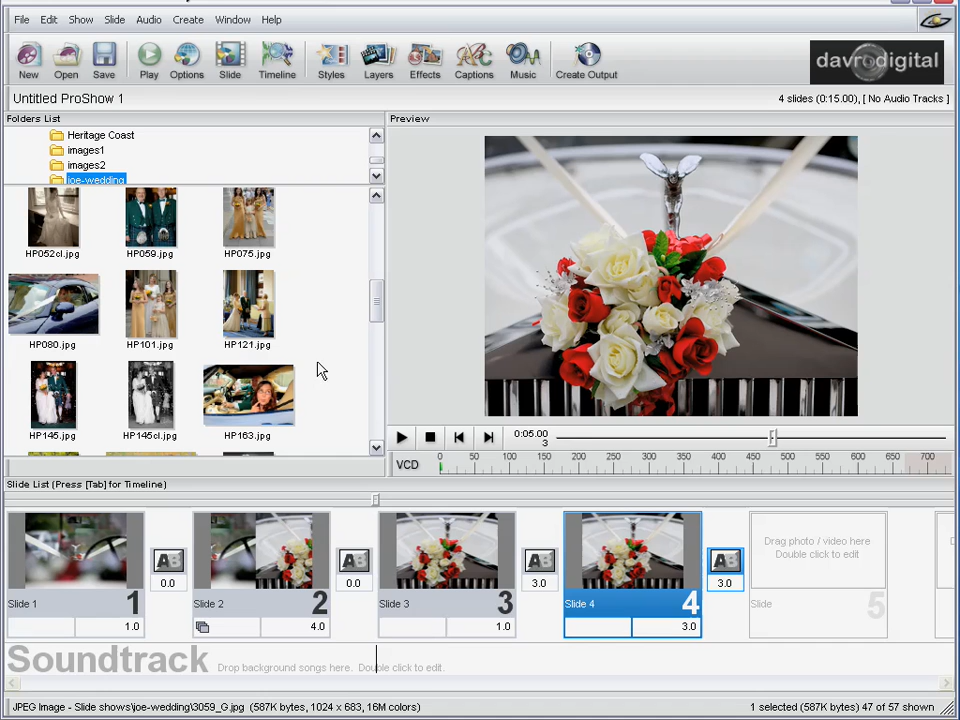 File Edit Show Slide Audio Create Window Help
New Open Save Play Options Slide Timeline Styles Layers Effects Captions Music Create Output
davrodigital
Untitled ProShow 1
4 slides (0:15.00), [ No Audio Tracks ]
Folders List
Preview
Heritage Coast
images1
images2
joe-wedding
HP052cl.jpg HP059.jpg HP075.jpg
HP080.jpg HP101.jpg HP121.jpg
HP145.jpg HP145cl.jpg HP163.jpg
0:05.00
3
VCD
0 50 100 150 200 250 300 350 400 450 500 550 600 650 700
Slide List (Press [Tab] for Timeline)
AB AB AB AB
Drag photo / video here
Double click to edit
0.0 0.0 3.0 3.0
Slide 1 1 Slide 2 2 Slide 3 3 Slide 4 4 Slide 5
1.0 4.0 1.0 3.0
Soundtrack Drop background songs here. Double click to edit.
JPEG Image - Slide shows\joe-wedding\3059_G.jpg (587K bytes, 1024 x 683, 16M colors)
1 selected (587K bytes) 47 of 57 shown